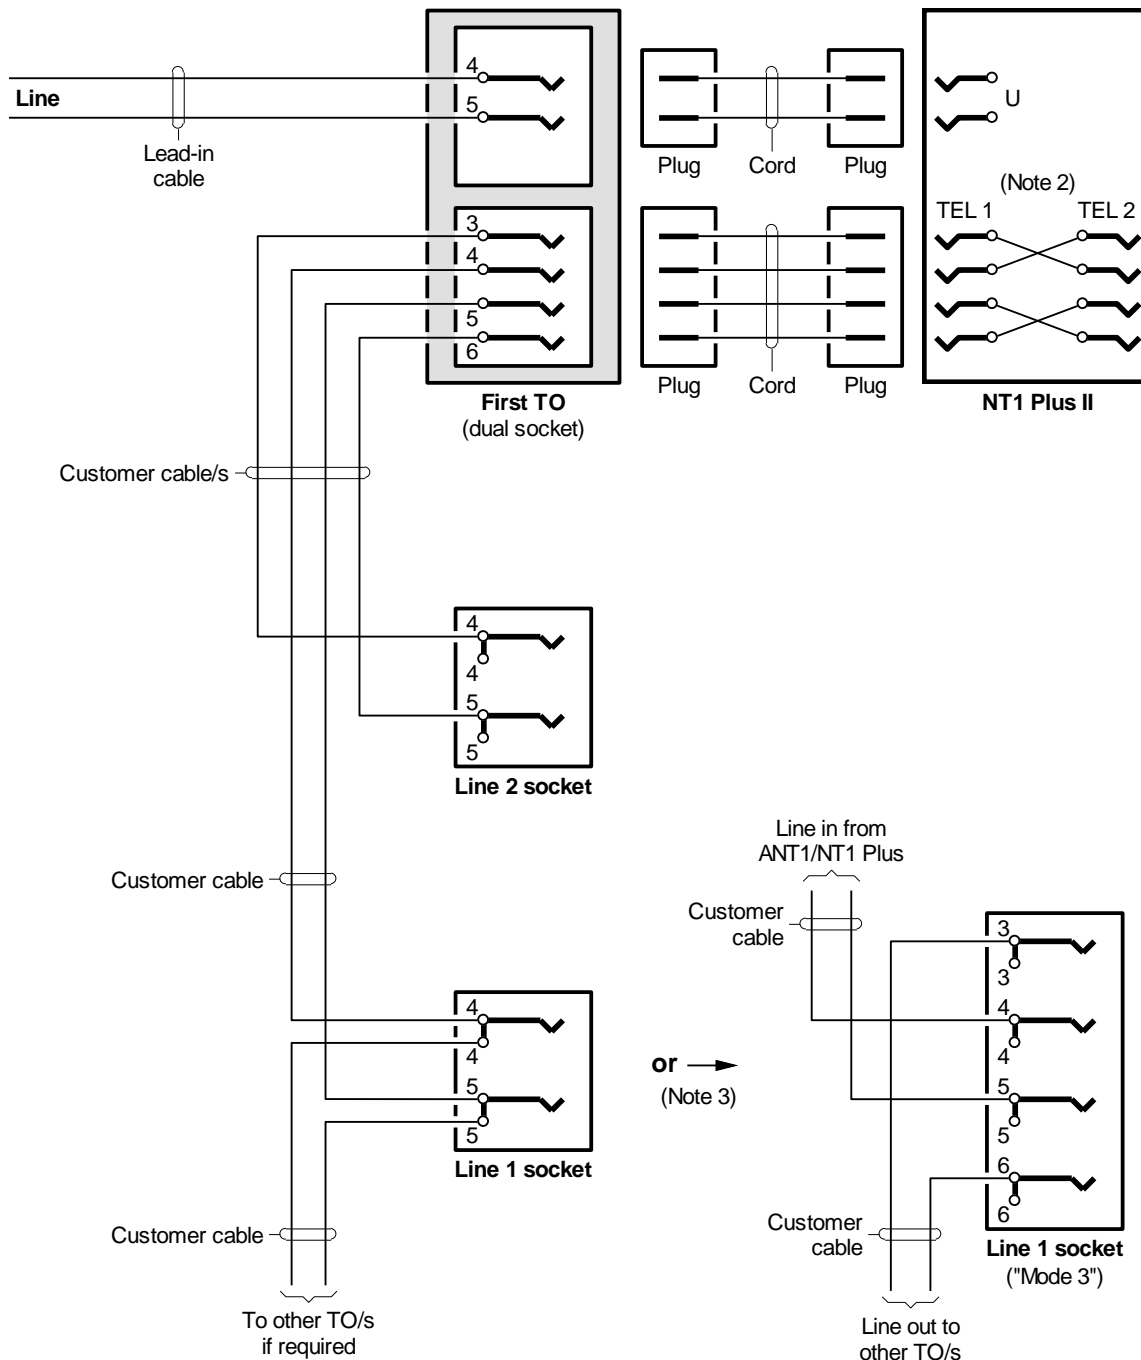 Line
Lead-in
cable
4
5
3
4
5
6
First TO
(dual socket)
Plug
Cord
Plug
Plug
Cord
Plug
U
(Note 2)
TEL 1
TEL 2
NT1 Plus II
Customer cable/s
4
4
5
5
Line 2 socket
Customer cable
4
4
5
5
Line 1 socket
Customer cable
To other TO/s
if required
or
(Note 3)
Line in from
ANT1/NT1 Plus
Customer
cable
3
3
4
4
5
5
6
6
Line 1 socket
("Mode 3")
Customer
cable
Line out to
other TO/s